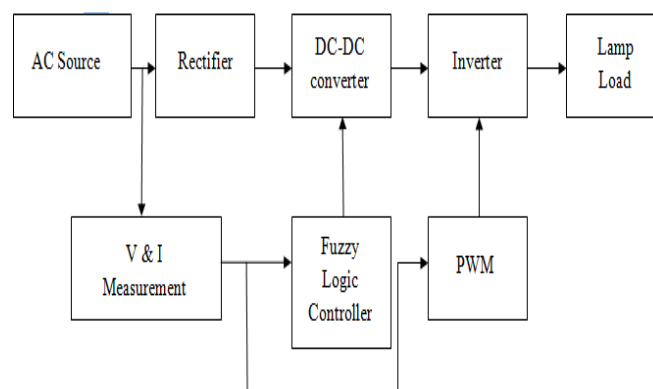 AC Source
Rectifier
DC-DC
converter
Inverter
Lamp
Load
V & I
Measurement
Fuzzy
Logic
Controller
PWM